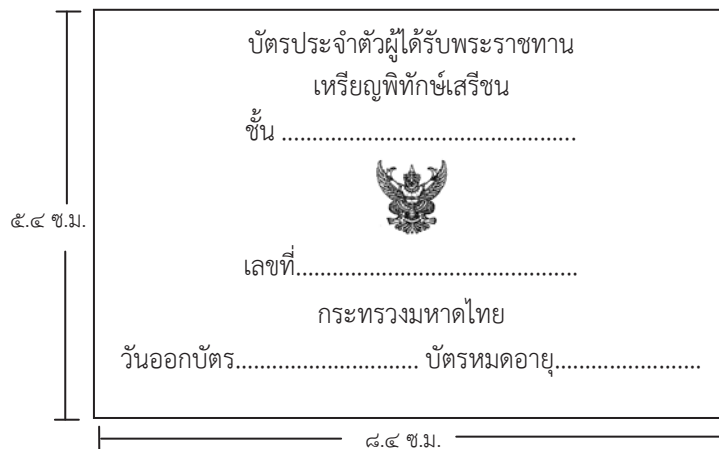 บัตรประจำตัวผู้ได้รับพระราชทาน
เหรียญพิทักษ์เสรีชน
ชั้น ................................................
๕.๔ ซ.ม.
เลขที่..............................................
กระทรวงมหาดไทย
วันออกบัตร.............................. บัตรหมดอายุ........................
๘.๔ ซ.ม.